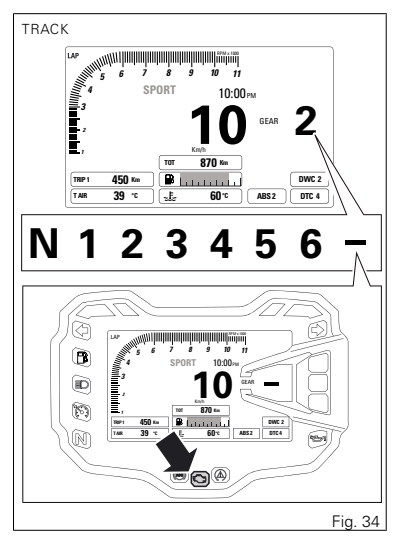 TRACK
LAP
RPM x 1000
1 2 3 4 5 6 7 8 9 10 11
SPORT
10:00 PM
10
Km/h
GEAR
2
TOT 870 Km
TRIP 1 450 Km
DWC 2
T AIR 39 °C
60 °C
ABS 2
DTC 4
N 1 2 3 4 5 6 –
LAP
RPM x 1000
1 2 3 4 5 6 7 8 9 10 11
SPORT
10:00 PM
10
Km/h
GEAR
–
TOT 870 Km
TRIP 1 450 Km
DWC 2
T AIR 39 °C
60 °C
ABS 2
DTC 4
N
Fig. 34